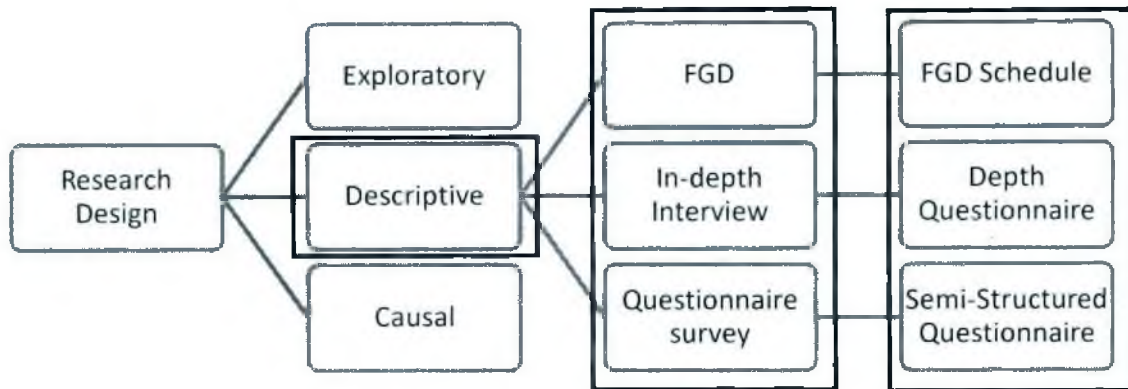 Exploratory
FGD
FGD Schedule
Research
Design
Descriptive
In-depth
Interview
Depth
Questionnaire
Causal
Questionnaire
survey
Semi-Structured
Questionnaire